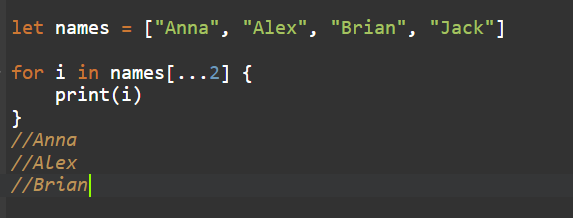 let names = ["Anna", "Alex", "Brian", "Jack"]
for i in names[...2] {
    print(i)
}
//Anna
//Alex
//Brian